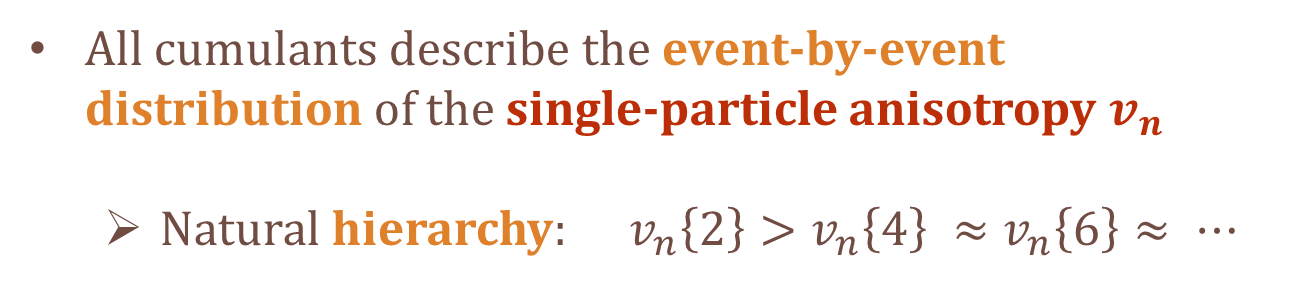 • All cumulants describe the event-by-event
distribution of the single-particle anisotropy vₙ
➢ Natural hierarchy: vₙ{2} > vₙ{4} ≈ vₙ{6} ≈ ⋯